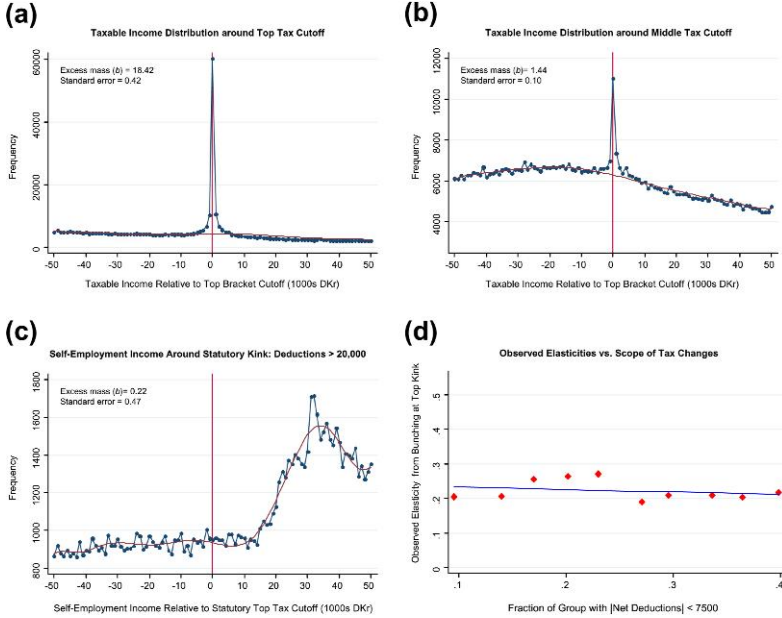 (a)
Taxable Income Distribution around Top Tax Cutoff
Excess mass (b) = 18.42
Standard error = 0.42
Frequency
60000
40000
20000
0
-50 -40 -30 -20 -10 0 10 20 30 40 50
Taxable Income Relative to Top Bracket Cutoff (1000s DKr)
(b)
Taxable Income Distribution around Middle Tax Cutoff
Excess mass (b)= 1.44
Standard error = 0.10
Frequency
12000
10000
8000
6000
4000
-50 -40 -30 -20 -10 0 10 20 30 40 50
Taxable Income Relative to Top Bracket Cutoff (1000s DKr)
(c)
Self-Employment Income Around Statutory Kink: Deductions > 20,000
Excess mass (b)= 0.22
Standard error = 0.47
Frequency
1800
1600
1400
1200
1000
800
-50 -40 -30 -20 -10 0 10 20 30 40 50
Self-Employment Income Relative to Statutory Top Tax Cutoff (1000s DKr)
(d)
Observed Elasticities vs. Scope of Tax Changes
Observed Elasticity from Bunching at Top Kink
.5
.4
.3
.2
.1
0
.1 .2 .3 .4
Fraction of Group with |Net Deductions| < 7500